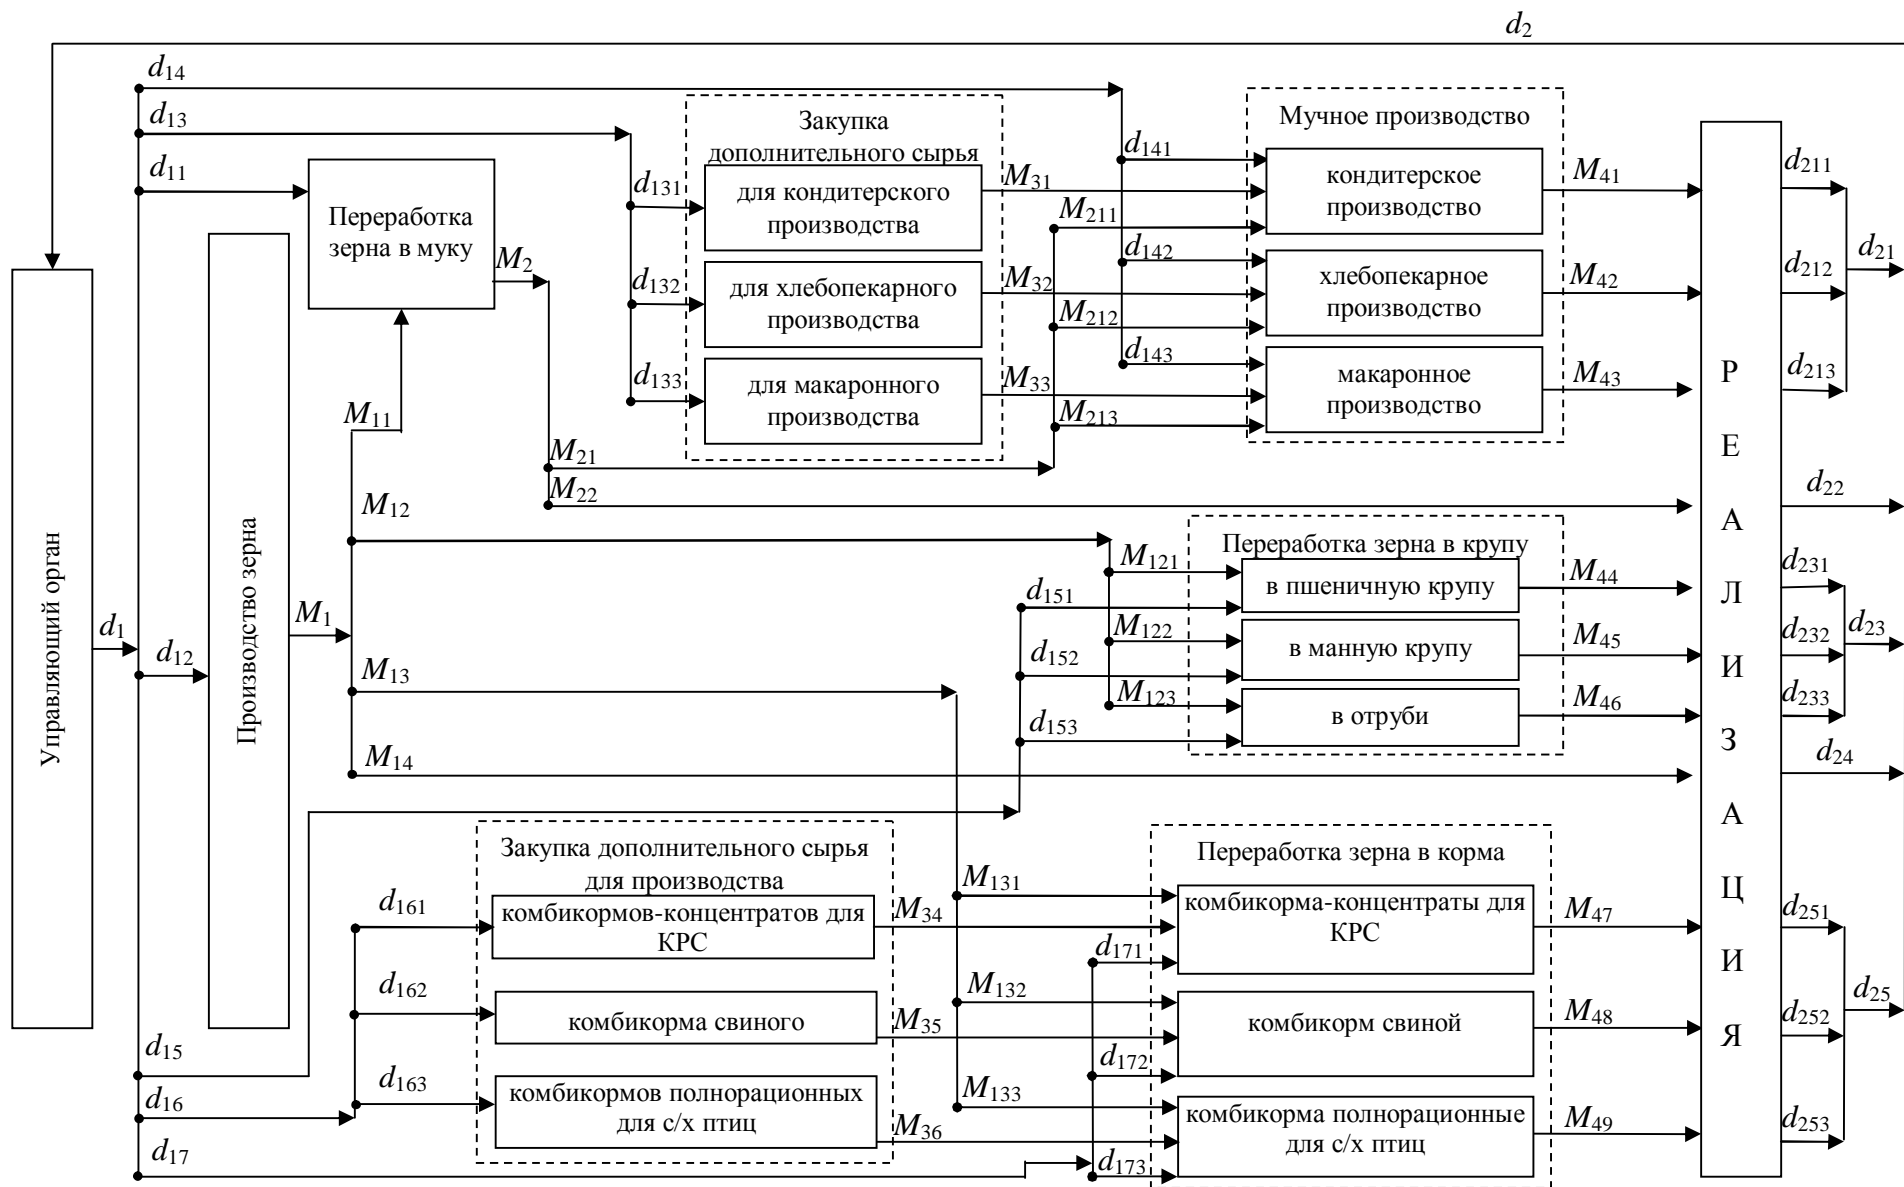 d2
d14
d13
Закупка
дополнительного сырья
Мучное производство
d11
d131
для кондитерского
производства
M31
d141
кондитерское
производство
M41
d211
Переработка
зерна в муку
M2
M211
d142
d132
для хлебопекарного
производства
M32
хлебопекарное
производство
M42
d212
d21
M212
d143
d133
для макаронного
производства
M33
макаронное
производство
M43
d213
M11
M213
M21
M22
d22
M12
Переработка зерна в крупу
M121
в пшеничную крупу
M44
d231
d151
Управляющий орган
Производство зерна
d1
M1
d12
M122
в манную крупу
M45
d232
d23
d152
M13
M123
в отруби
M46
d233
d153
M14
d24
РЕАЛИЗАЦИЯ
Закупка дополнительного сырья
для производства
Переработка зерна в корма
d161
комбикормов-концентратов для
КРС
M34
M131
комбикорма-концентраты для
КРС
M47
d251
d171
d162
комбикорма свиного
M35
M132
комбикорм свиной
M48
d252
d25
d15
d172
d16
d163
комбикормов полнорационных
для с/х птиц
M36
M133
комбикорма полнорационные
для с/х птиц
M49
d253
d17
d173